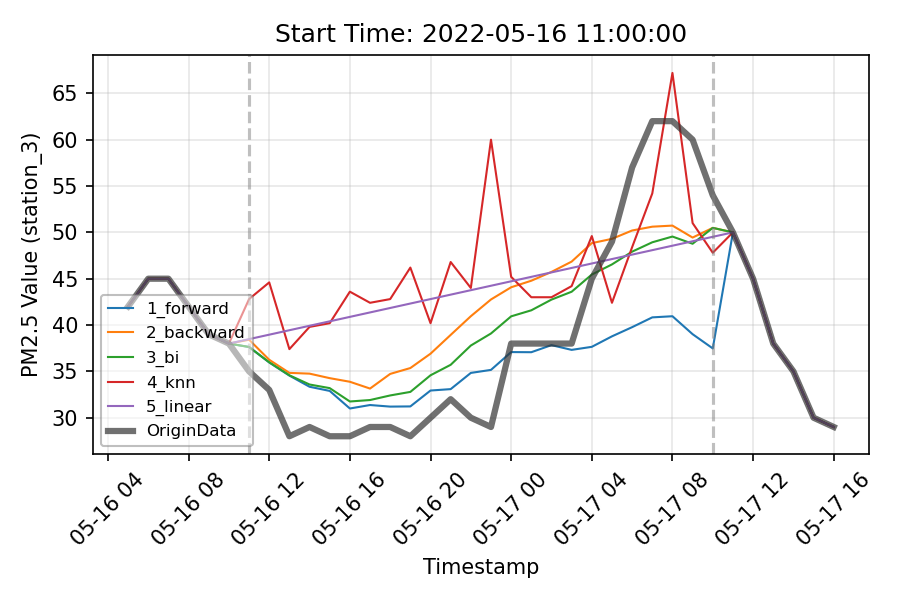 Start Time: 2022-05-16 11:00:00
PM2.5 Value (station_3)
65
60
55
50
45
40
35
30
1_forward
2_backward
3_bi
4_knn
5_linear
OriginData
05-16 04
05-16 08
05-16 12
05-16 16
05-16 20
05-17 00
05-17 04
05-17 08
05-17 12
05-17 16
Timestamp